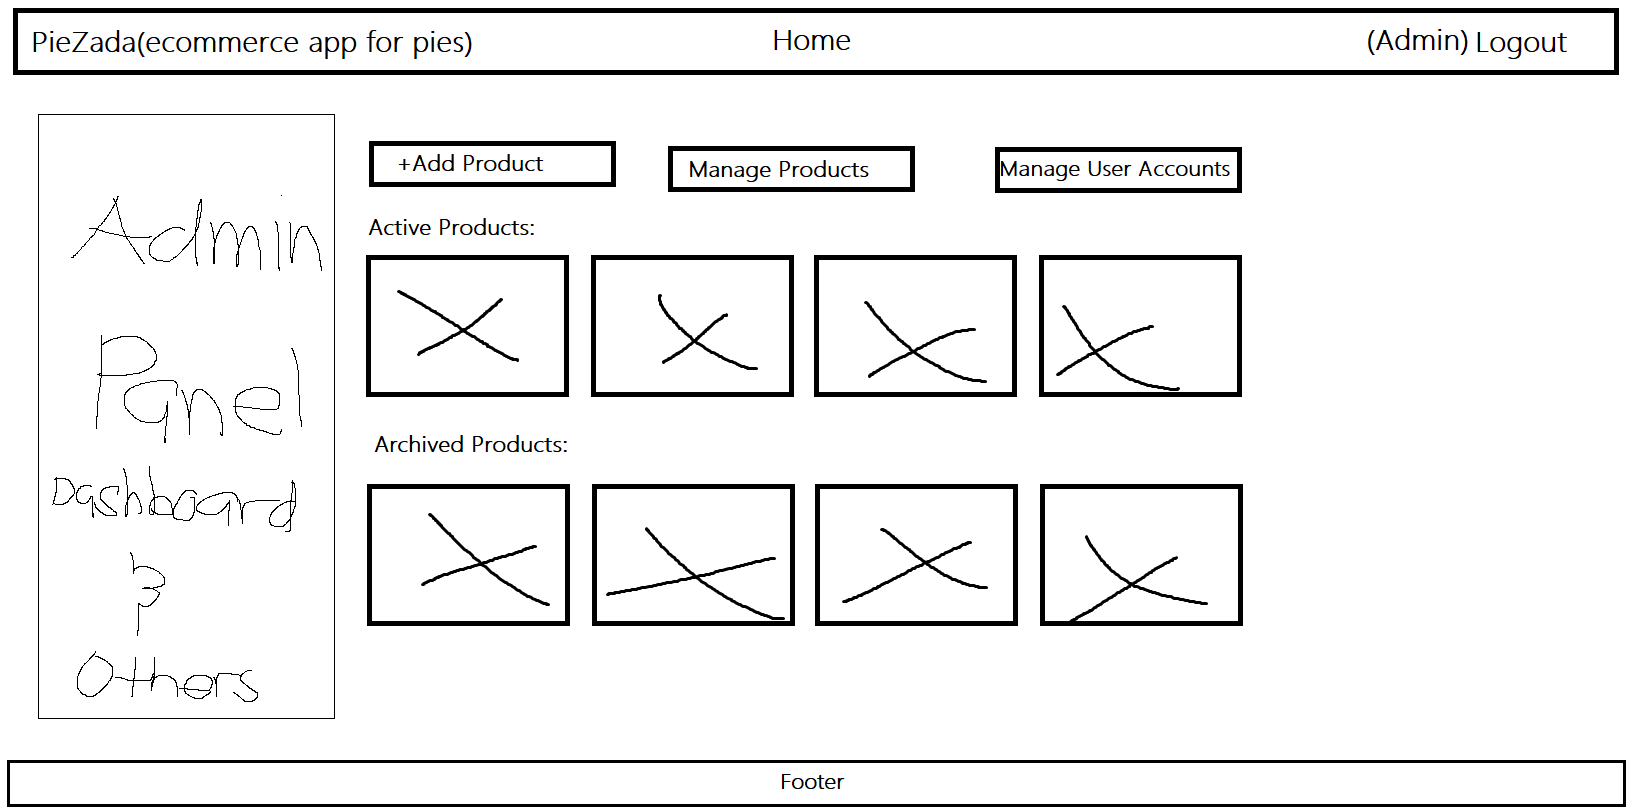 PieZada(ecommerce app for pies) Home (Admin) Logout
Admin
Panel
Dashboard
&
Others
+Add Product Manage Products Manage User Accounts
Active Products:
Archived Products:
Footer